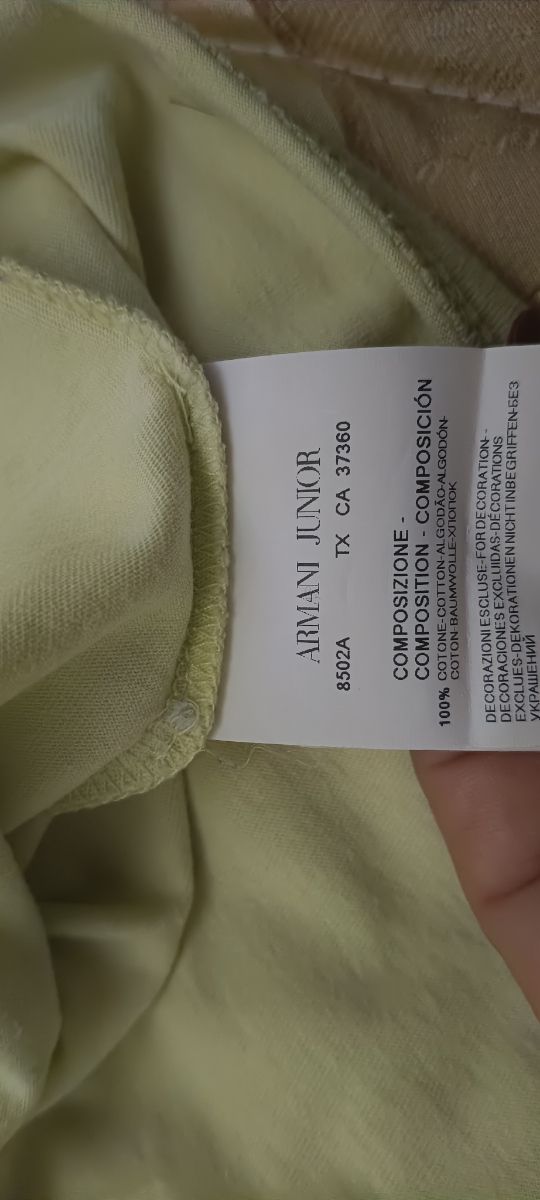 ARMANI JUNIOR
8502A TX CA 37360
COMPOSIZIONE -
COMPOSITION - COMPOSICIÓN
100% COTONE-COTTON-ALGODÃO-ALGODÓN-
COTON-BAUMWOLLE-ХЛОПОК
DECORAZIONI ESCLUSE-FOR DECORATION-
DECORACIONES EXCLUIDAS-DÉCORATIONS
EXCLUES-DEKORATIONEN NICHT INBEGRIFFEN-БЕЗ
УКРАШЕНИЙ